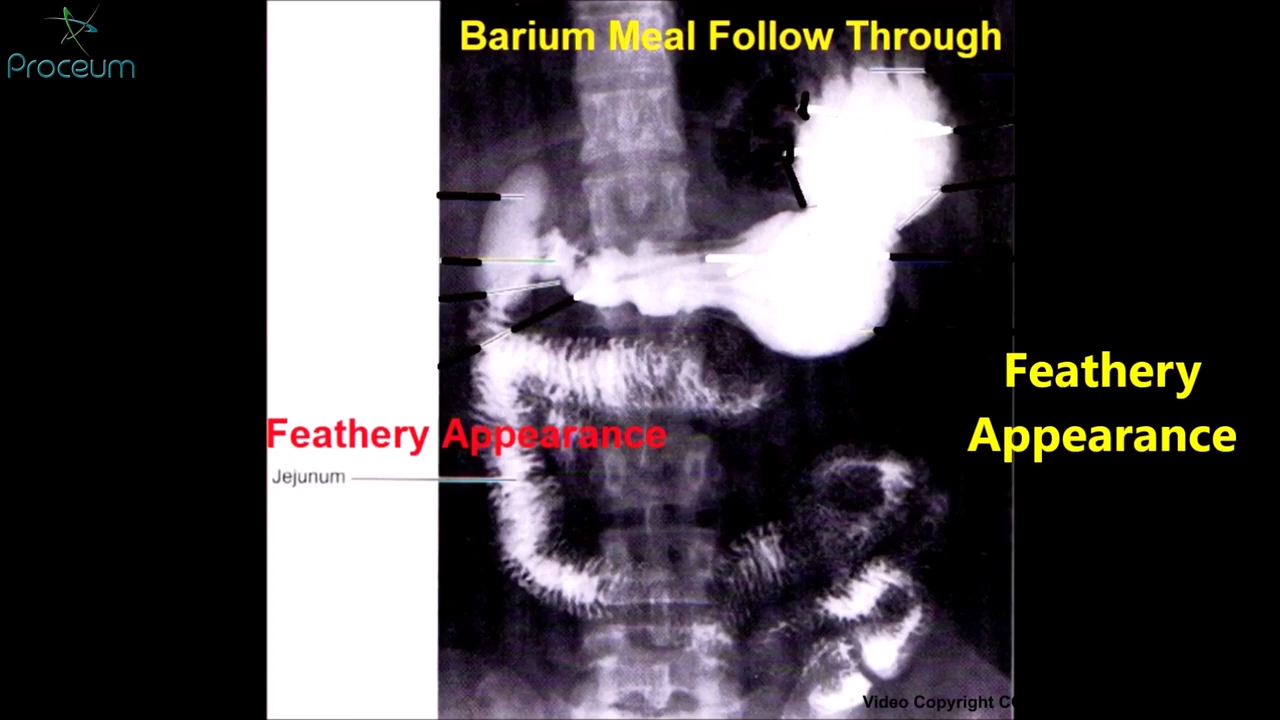 Proceum
Barium Meal Follow Through
Feathery
Appearance
Feathery Appearance
Jejunum
Video Copyright